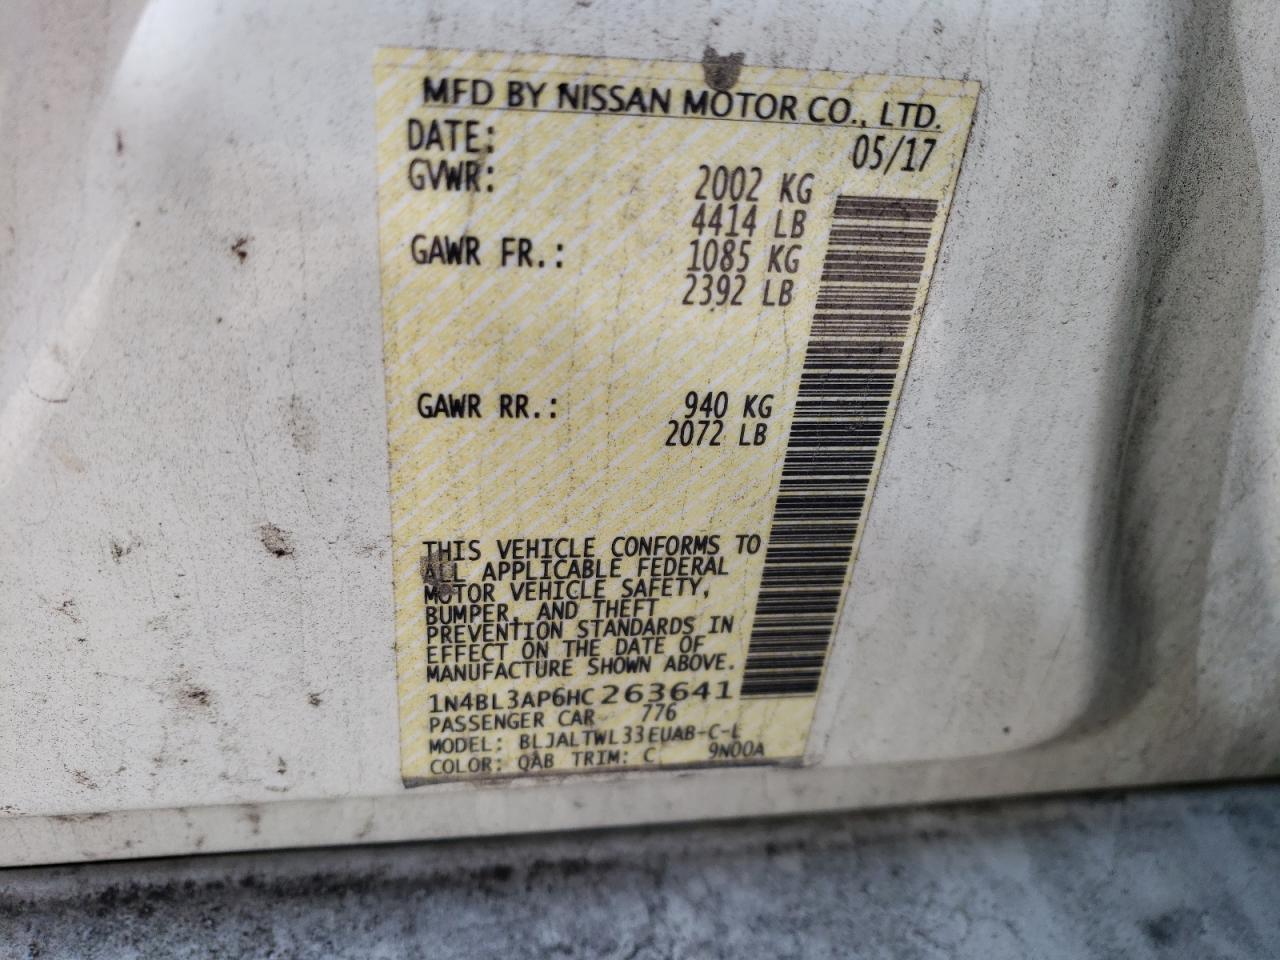 MFD BY NISSAN MOTOR CO., LTD.
DATE: 05/17
GVWR: 2002 KG
4414 LB
GAWR FR.: 1085 KG
2392 LB
GAWR RR.: 940 KG
2072 LB
THIS VEHICLE CONFORMS TO
ALL APPLICABLE FEDERAL
MOTOR VEHICLE SAFETY,
BUMPER, AND THEFT
PREVENTION STANDARDS IN
EFFECT ON THE DATE OF
MANUFACTURE SHOWN ABOVE.
1N4BL3AP6HC263641
PASSENGER CAR 776
MODEL: BLJALTWL33EUAB-C-L
COLOR: QAB TRIM: C 9N00A